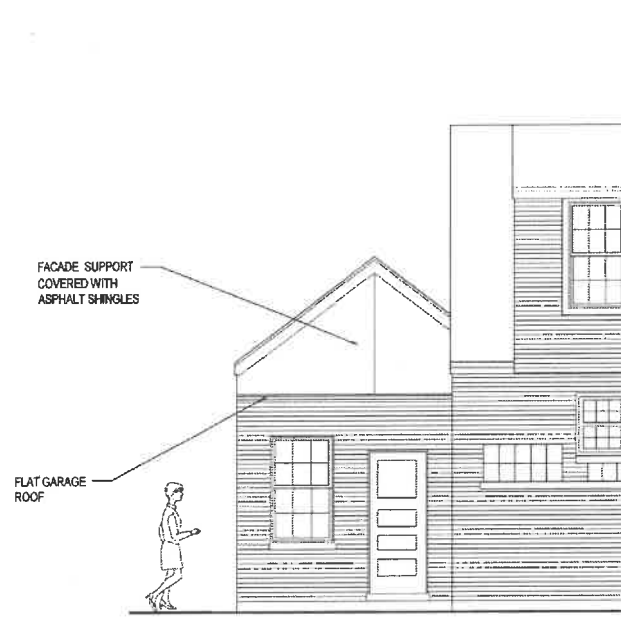 FACADE SUPPORT
COVERED WITH
ASPHALT SHINGLES
FLAT GARAGE
ROOF